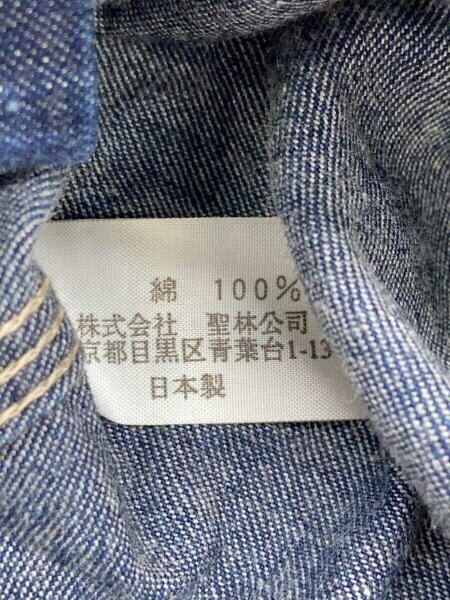 綿 100%
株式会社 聖林公司
京都目黒区青葉台1-13
日本製